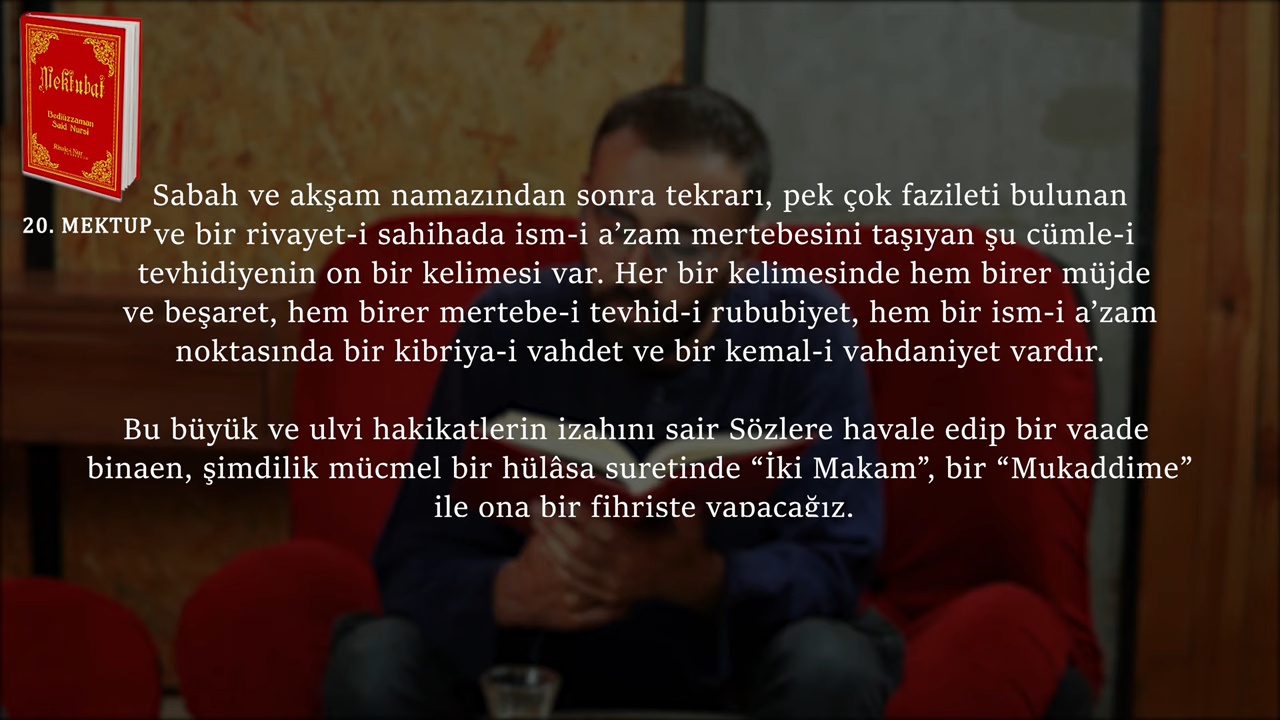 Mektubat
Bediüzzaman
Said Nursi
20. MEKTUP
Sabah ve akşam namazından sonra tekrarı, pek çok fazileti bulunan
ve bir rivayet-i sahihada ism-i a’zam mertebesini taşıyan şu cümle-i
tevhidiyenin on bir kelimesi var. Her bir kelimesinde hem birer müjde
ve beşaret, hem birer mertebe-i tevhid-i rububiyet, hem bir ism-i a’zam
noktasında bir kibriya-i vahdet ve bir kemal-i vahdaniyet vardır.
Bu büyük ve ulvi hakikatlerin izahını sair Sözlere havale edip bir vaade
binaen, şimdilik mücmel bir hülâsa suretinde “İki Makam”, bir “Mukaddime”
ile ona bir fihriste yapacağız.